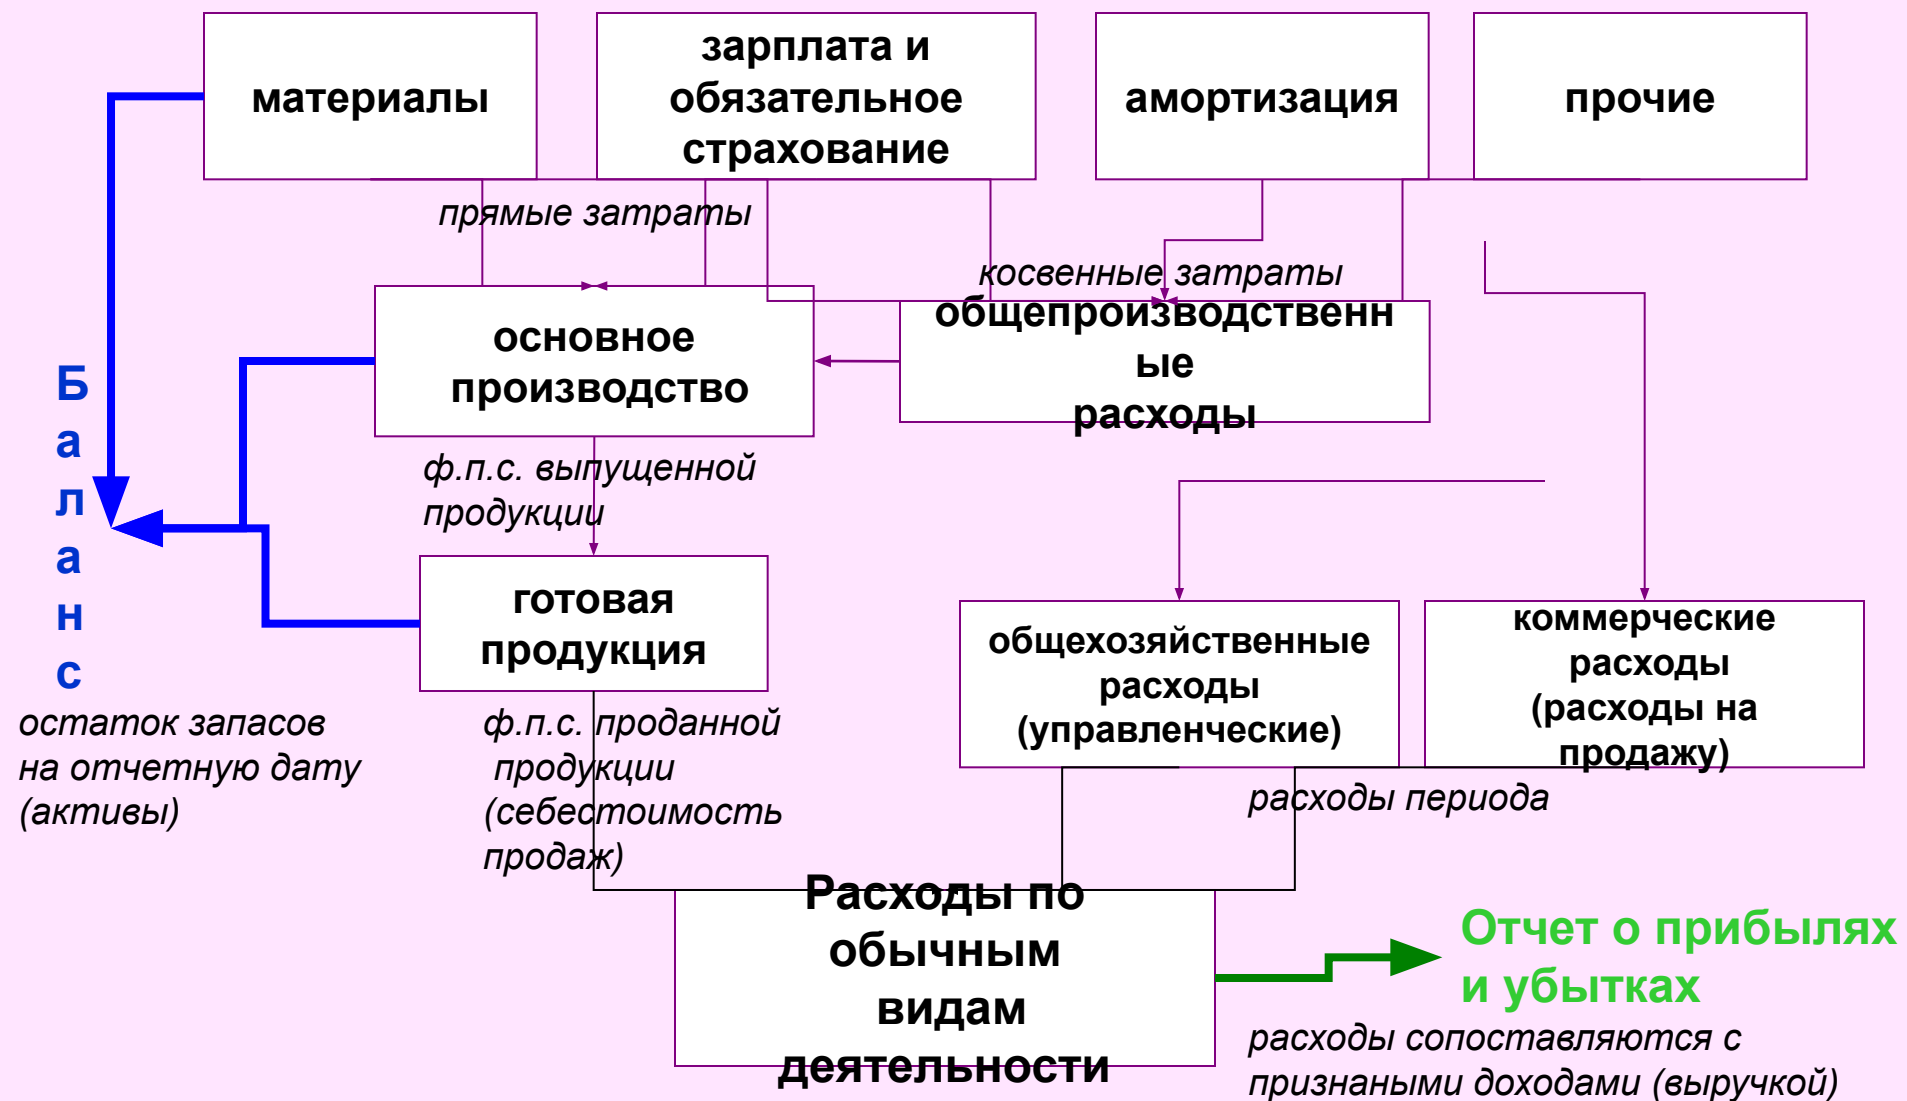 материалы
зарплата и
обязательное
страхование
амортизация
прочие
прямые затраты
косвенные затраты
основное
производство
общепроизводственн
ые
расходы
Б
а
л
а
н
с
ф.п.с. выпущенной
продукции
готовая
продукция
общехозяйственные
расходы
(управленческие)
коммерческие
расходы
(расходы на
продажу)
остаток запасов
на отчетную дату
(активы)
ф.п.с. проданной
продукции
(себестоимость
продаж)
расходы периода
Расходы по
обычным
видам
деятельности
Отчет о прибылях
и убытках
расходы сопоставляются с
признаными доходами (выручкой)